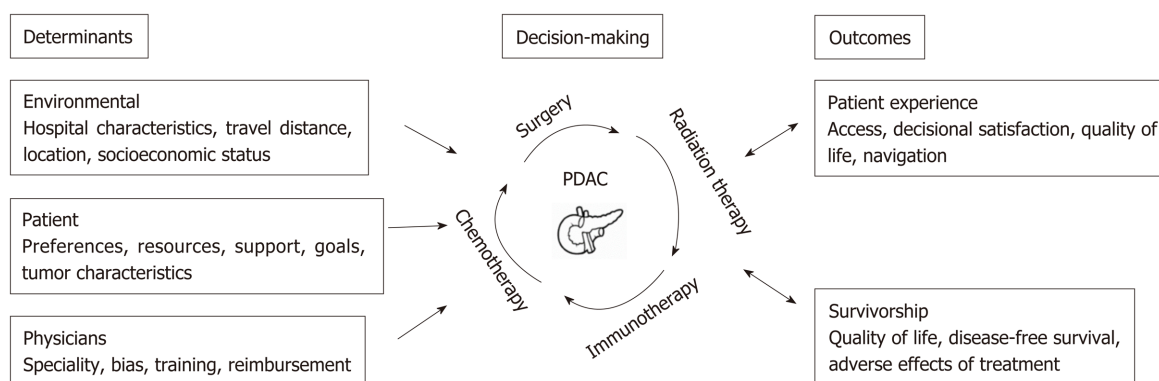 Determinants
Environmental
Hospital characteristics, travel distance,
location, socioeconomic status
Patient
Preferences, resources, support, goals,
tumor characteristics
Physicians
Speciality, bias, training, reimbursement
Decision-making
Surgery
Radiation therapy
PDAC
Chemotherapy
Immunotherapy
Outcomes
Patient experience
Access, decisional satisfaction, quality of
life, navigation
Survivorship
Quality of life, disease-free survival,
adverse effects of treatment